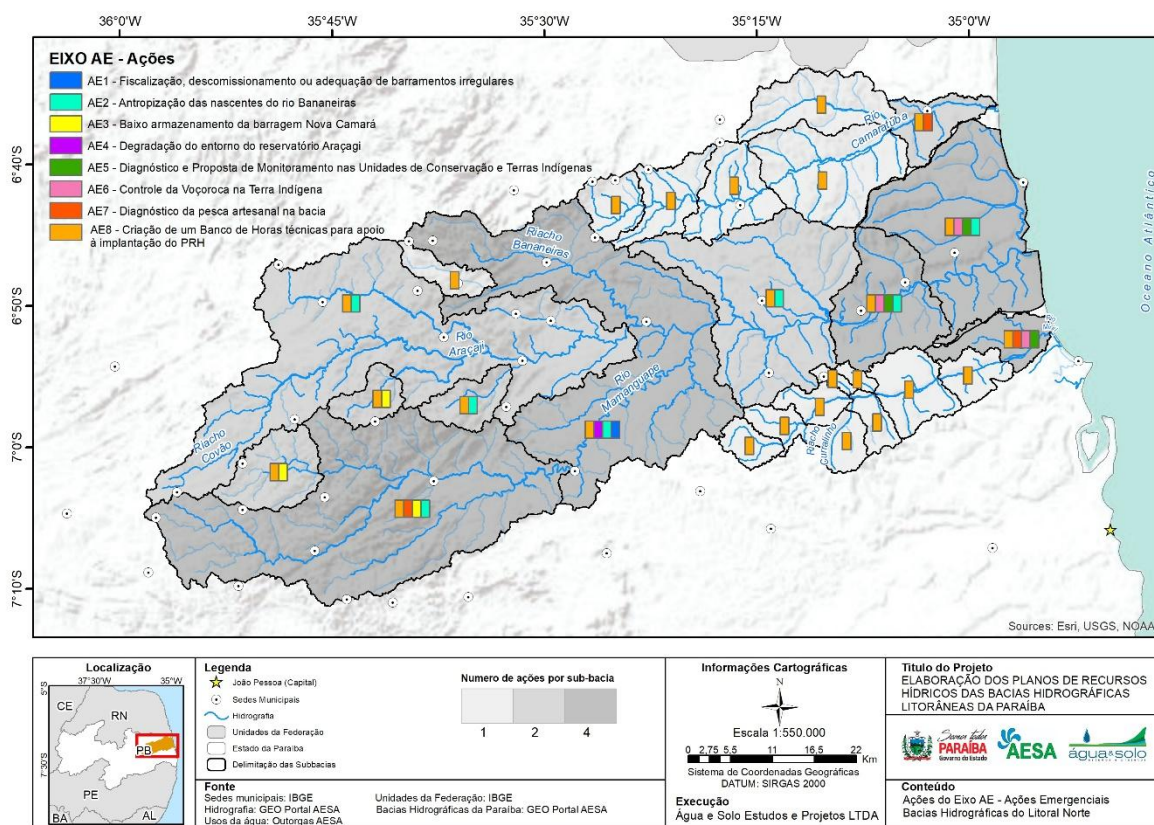 36°0'W 35°45'W 35°30'W 35°15'W 35°0'W
EIXO AE - Ações
AE1 - Fiscalização, descomissionamento ou adequação de barramentos irregulares
AE2 - Antropização das nascentes do rio Bananeiras
AE3 - Baixo armazenamento da barragem Nova Camará
AE4 - Degradação do entorno do reservatório Araçagi
AE5 - Diagnóstico e Proposta de Monitoramento nas Unidades de Conservação e Terras Indígenas
AE6 - Controle da Voçoroca na Terra Indígena
AE7 - Diagnóstico da pesca artesanal na bacia
AE8 - Criação de um Banco de Horas técnicas para apoio
à implantação do PRH
6°40'S
6°50'S
7°0'S
7°10'S
Rio
Camaratuba
Riacho
Bananeiras
Rio
Araçari
Rio
Mamanguape
Riacho
Covão
Riacho
Curralinho
Oceano Atlântico
Sources: Esri, USGS, NOAA
Localização
37°30'W 35°W
5°S
7°30'S
CE
RN
PB
PE
BA
AL
Legenda
João Pessoa (Capital)
Sedes Municipais
Hidrografia
Unidades da Federação
Estado da Paraíba
Delimitação das Subbacias
Numero de ações por sub-bacia
1 2 4
Fonte
Sedes municipais: IBGE
Hidrografia: GEO Portal AESA
Usos da água: Outorgas AESA
Unidades da Federação: IBGE
Bacias Hidrográficas da Paraíba: GEO Portal AESA
Informações Cartográficas
N
Escala 1:550.000
0 2,75 5,5 11 16,5 22
Km
Sistema de Coordenadas Geográficas
DATUM: SIRGAS 2000
Execução
Água e Solo Estudos e Projetos LTDA
Titulo do Projeto
ELABORAÇÃO DOS PLANOS DE RECURSOS
HÍDRICOS DAS BACIAS HIDROGRÁFICAS
LITORÂNEAS DA PARAÍBA
Somos todos
PARAÍBA
Governo do Estado
AESA
água&solo
Conteúdo
Ações do Eixo AE - Ações Emergenciais
Bacias Hidrográficas do Litoral Norte